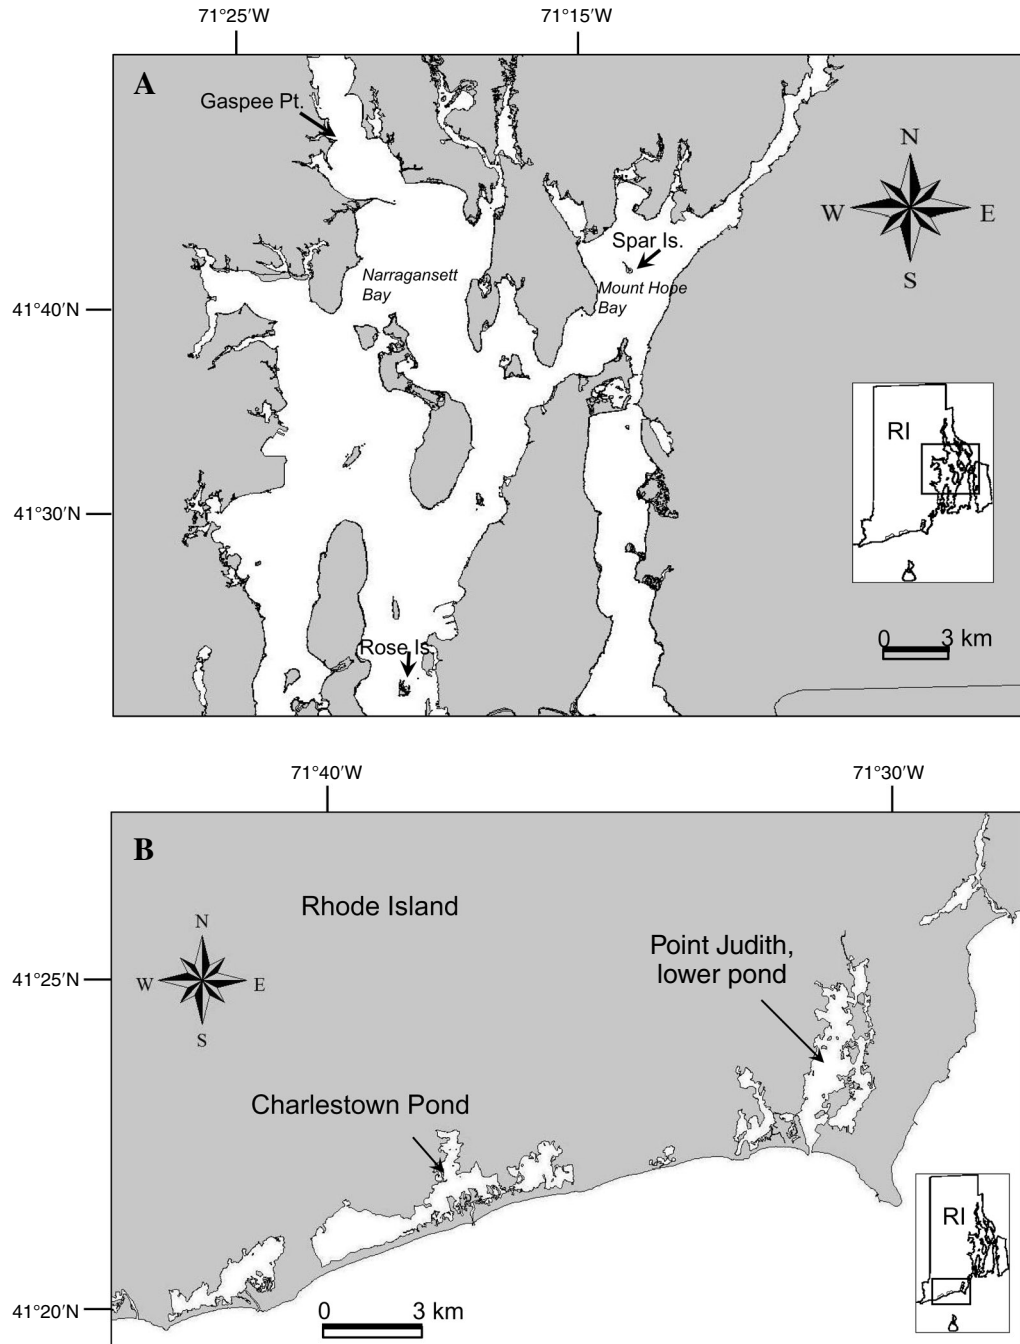 71°25′W
71°15′W
A
Gaspee Pt.
N
W
E
S
Spar Is.
Narragansett
Bay
Mount Hope
Bay
41°40′N
RI
41°30′N
0
3 km
Rose Is.
71°40′W
71°30′W
B
Rhode Island
N
W
E
S
Point Judith,
lower pond
41°25′N
Charlestown Pond
RI
41°20′N
0
3 km